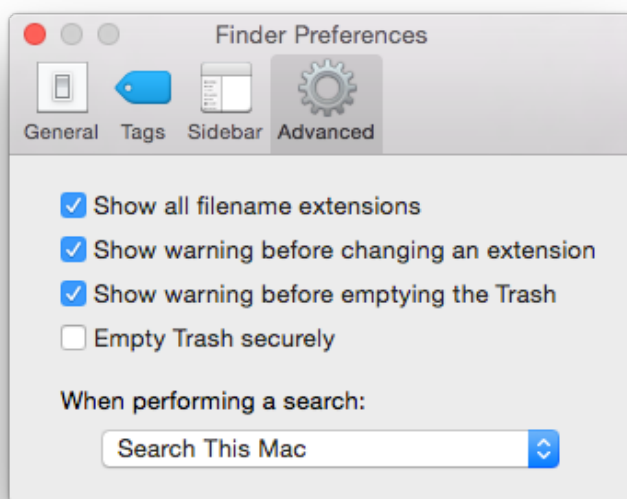 Finder Preferences
General Tags Sidebar Advanced
Show all filename extensions
Show warning before changing an extension
Show warning before emptying the Trash
Empty Trash securely
When performing a search:
Search This Mac